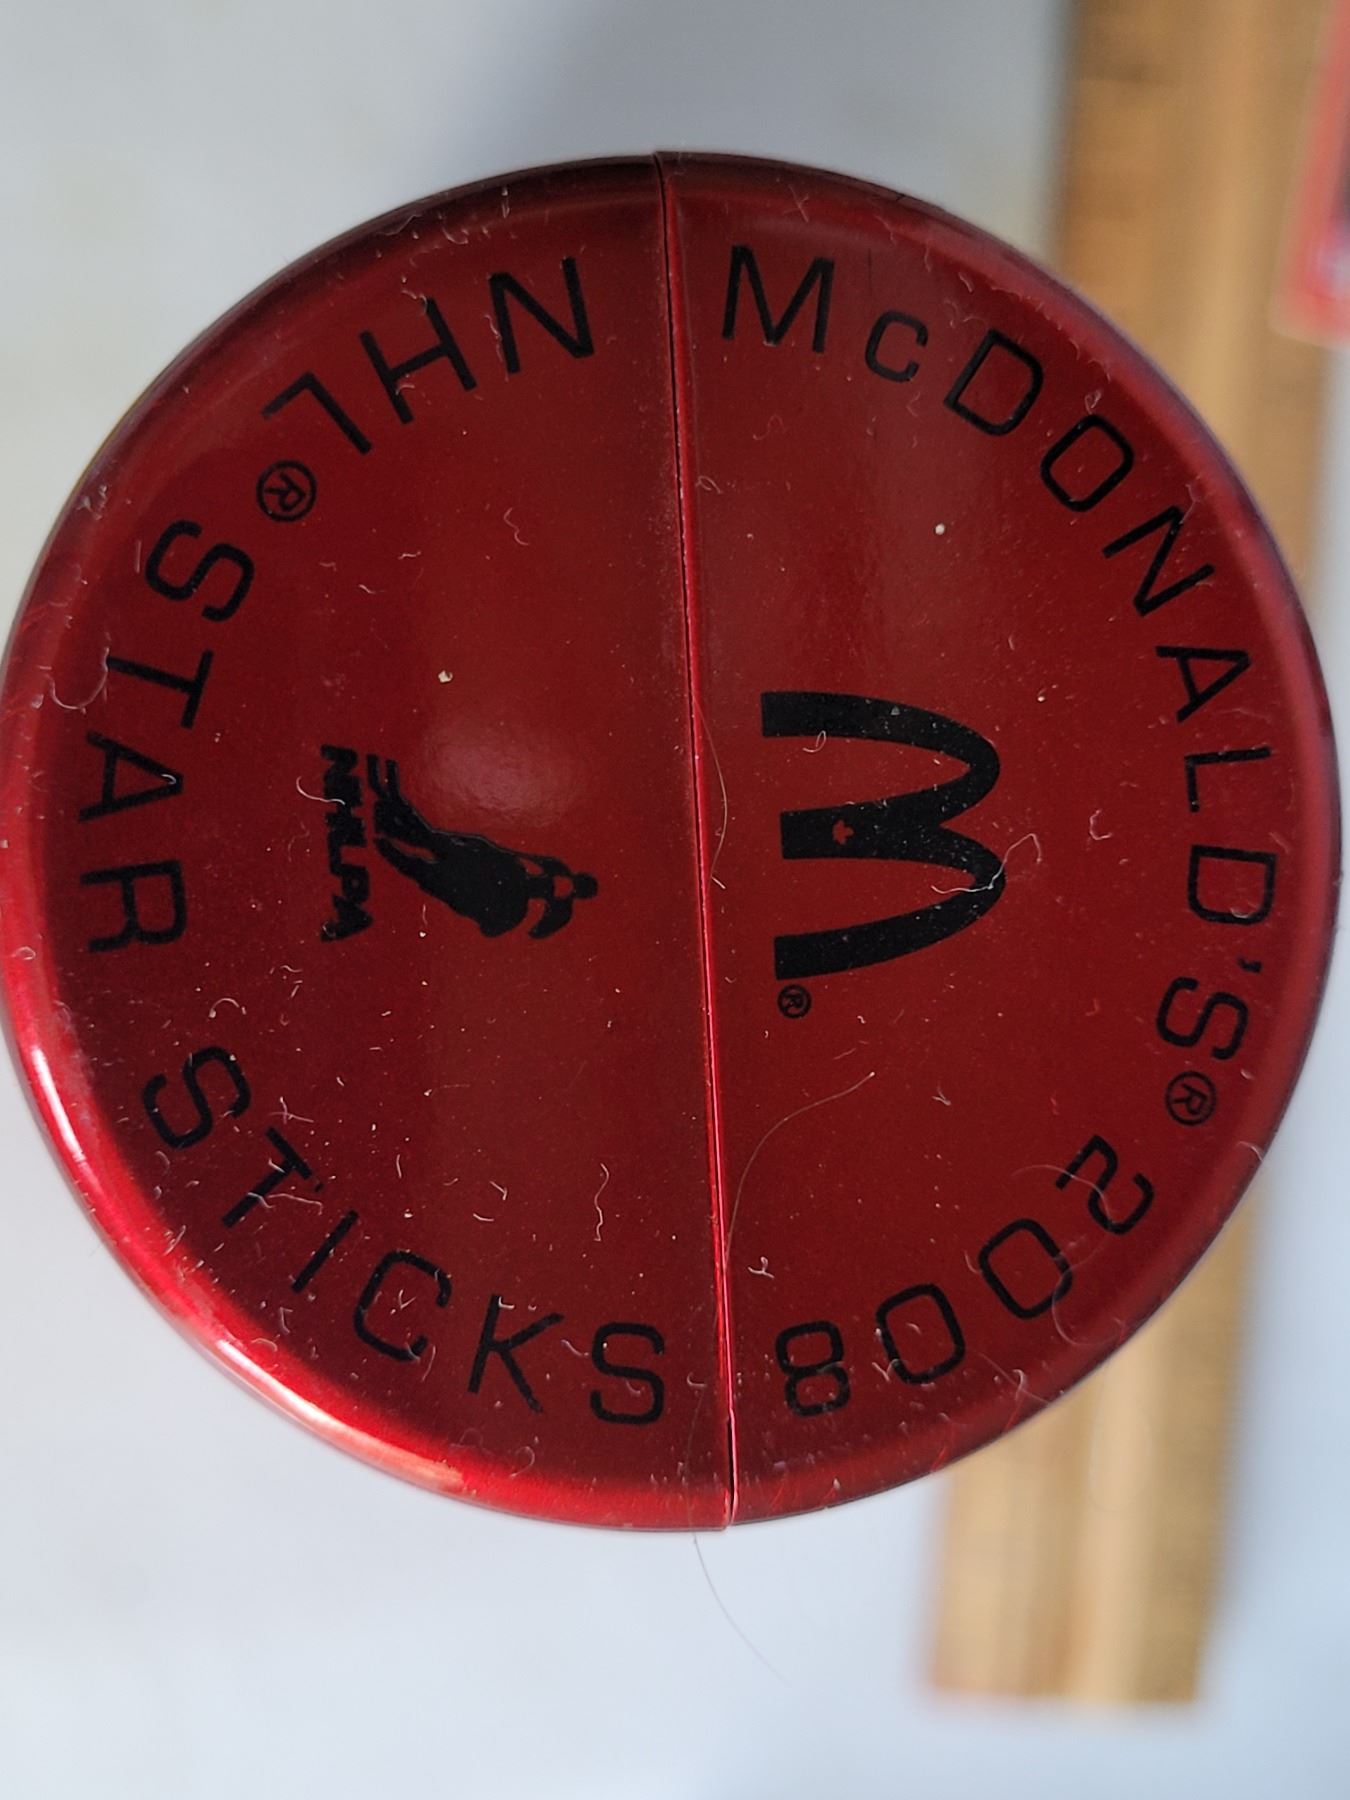 McDONALD'S® 2008
®
NHLPA
NHL® STAR STICKS